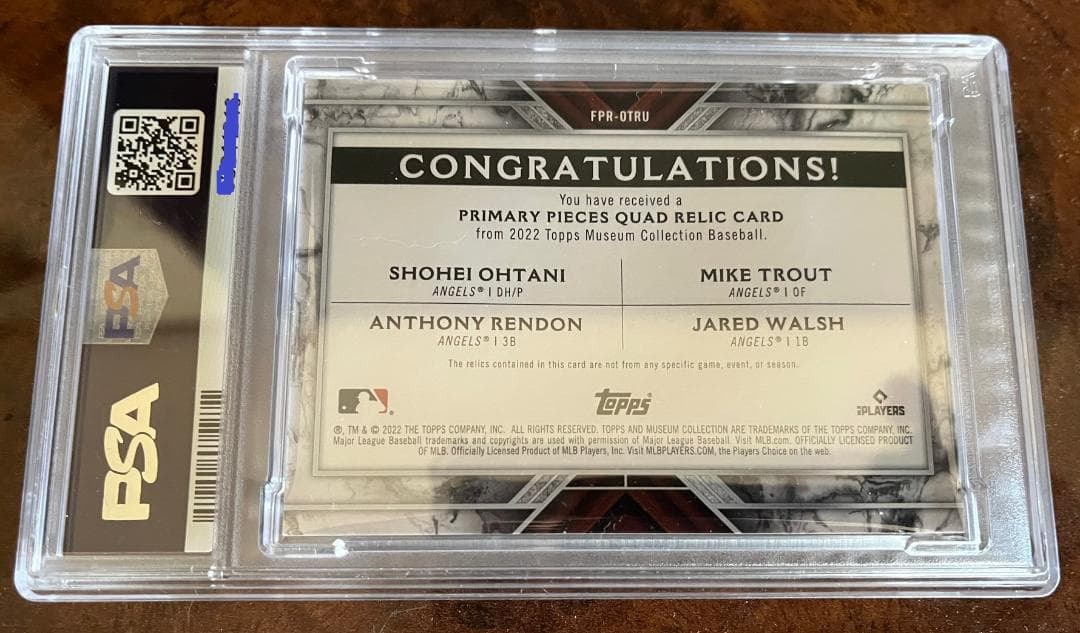 FPR-OTRU
CONGRATULATIONS!
You have received a
PRIMARY PIECES QUAD RELIC CARD
from 2022 Topps Museum Collection Baseball.
SHOHEI OHTANI
ANGELS® | DH/P
MIKE TROUT
ANGELS® | OF
ANTHONY RENDON
ANGELS® | 3B
JARED WALSH
ANGELS® | 1B
The relics contained in this card are not from any specific game, event, or season.
topps
PLAYERS
®, TM & © 2022 THE TOPPS COMPANY, INC. ALL RIGHTS RESERVED. TOPPS AND MUSEUM COLLECTION ARE TRADEMARKS OF THE TOPPS COMPANY, INC.
Major League Baseball trademarks and copyrights are used with permission of Major League Baseball. Visit MLB.com. OFFICIALLY LICENSED PRODUCT
OF MLB. Officially Licensed Product of MLB Players, Inc. Visit MLBPLAYERS.COM, the Players Choice on the web.
PSA
PSA